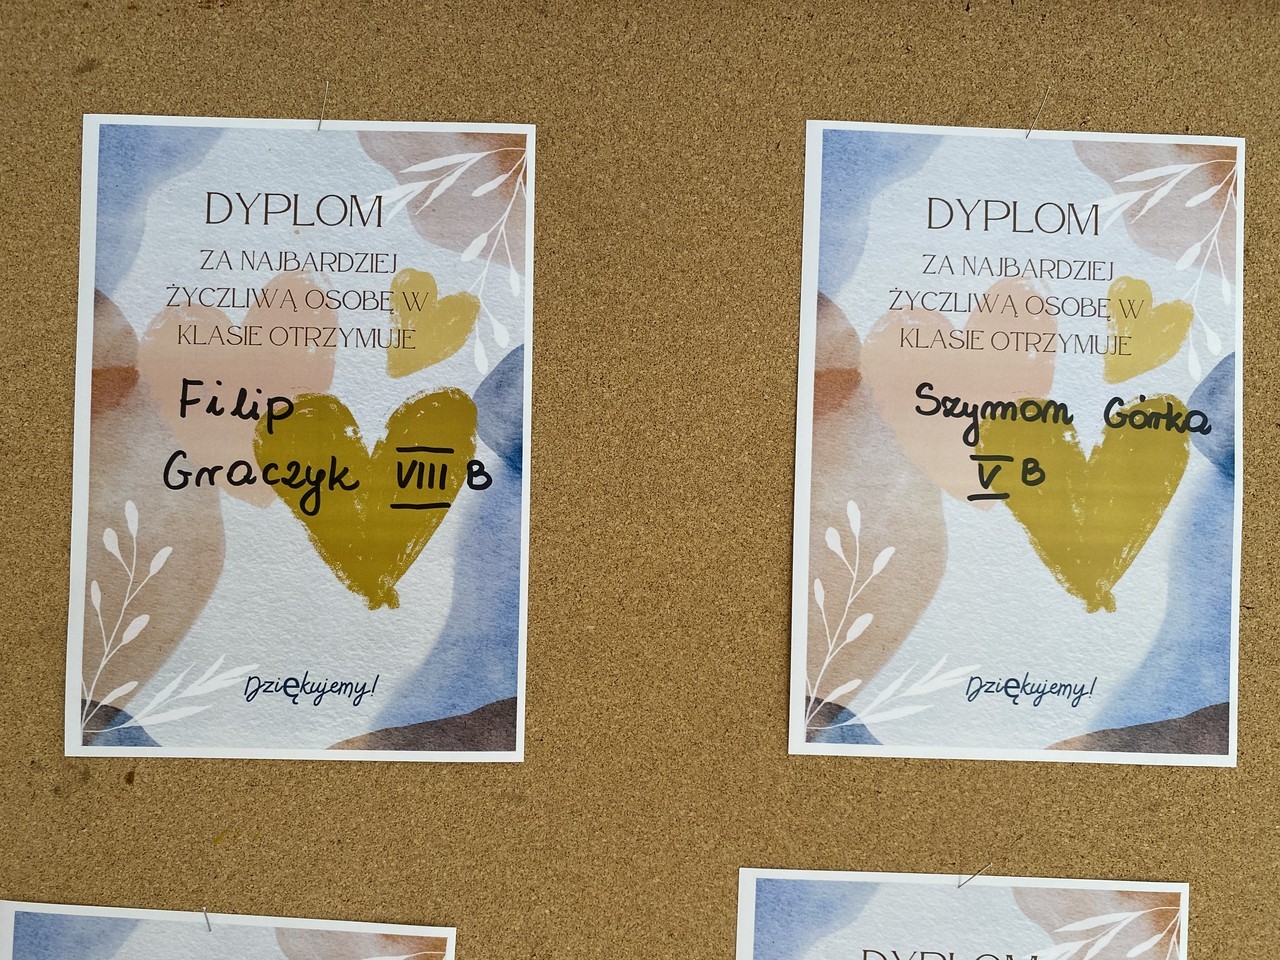 DYPLOM
ZA NAJBARDZIEJ
ŻYCZLIWĄ OSOBĘ W
KLASIE OTRZYMUJE
Filip
Graczyk VIII B
Dziękujemy!
DYPLOM
ZA NAJBARDZIEJ
ŻYCZLIWĄ OSOBĘ W
KLASIE OTRZYMUJE
Szymon Górka
V B
Dziękujemy!
DYPLOM